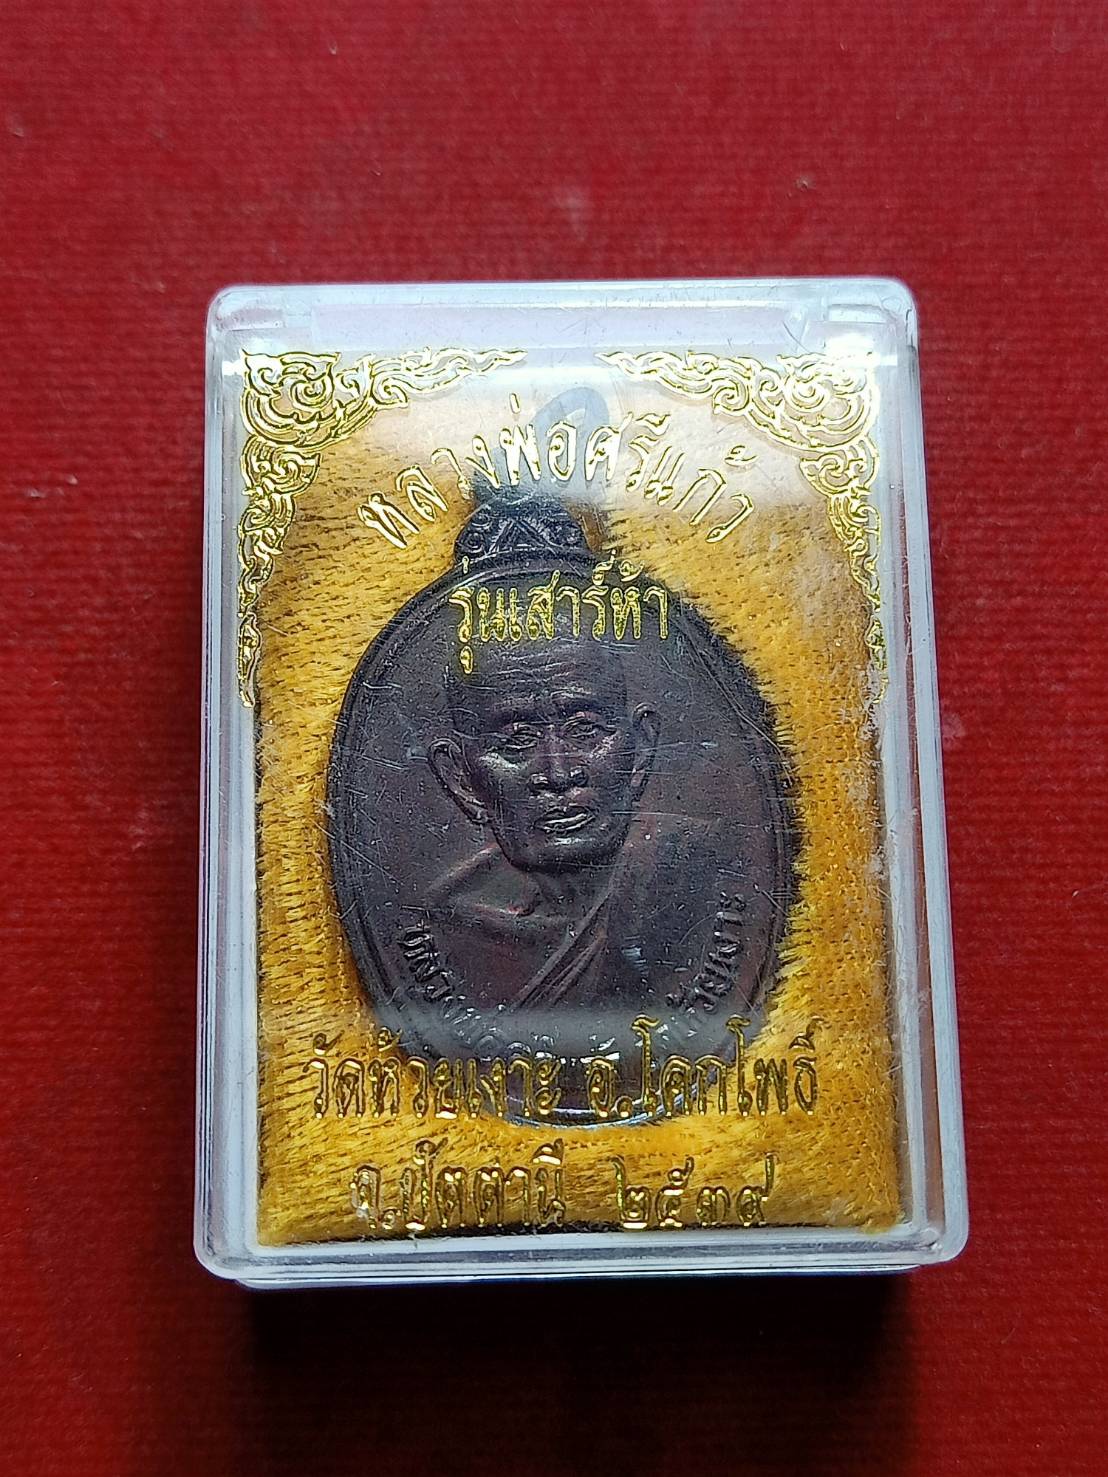 หลวงพ่อศรีแก้ว
รุ่นเสาร์ห้า
วัดห้วยเงาะ อ.โคกโพธิ์
จ.ปัตตานี ๒๕๓๙